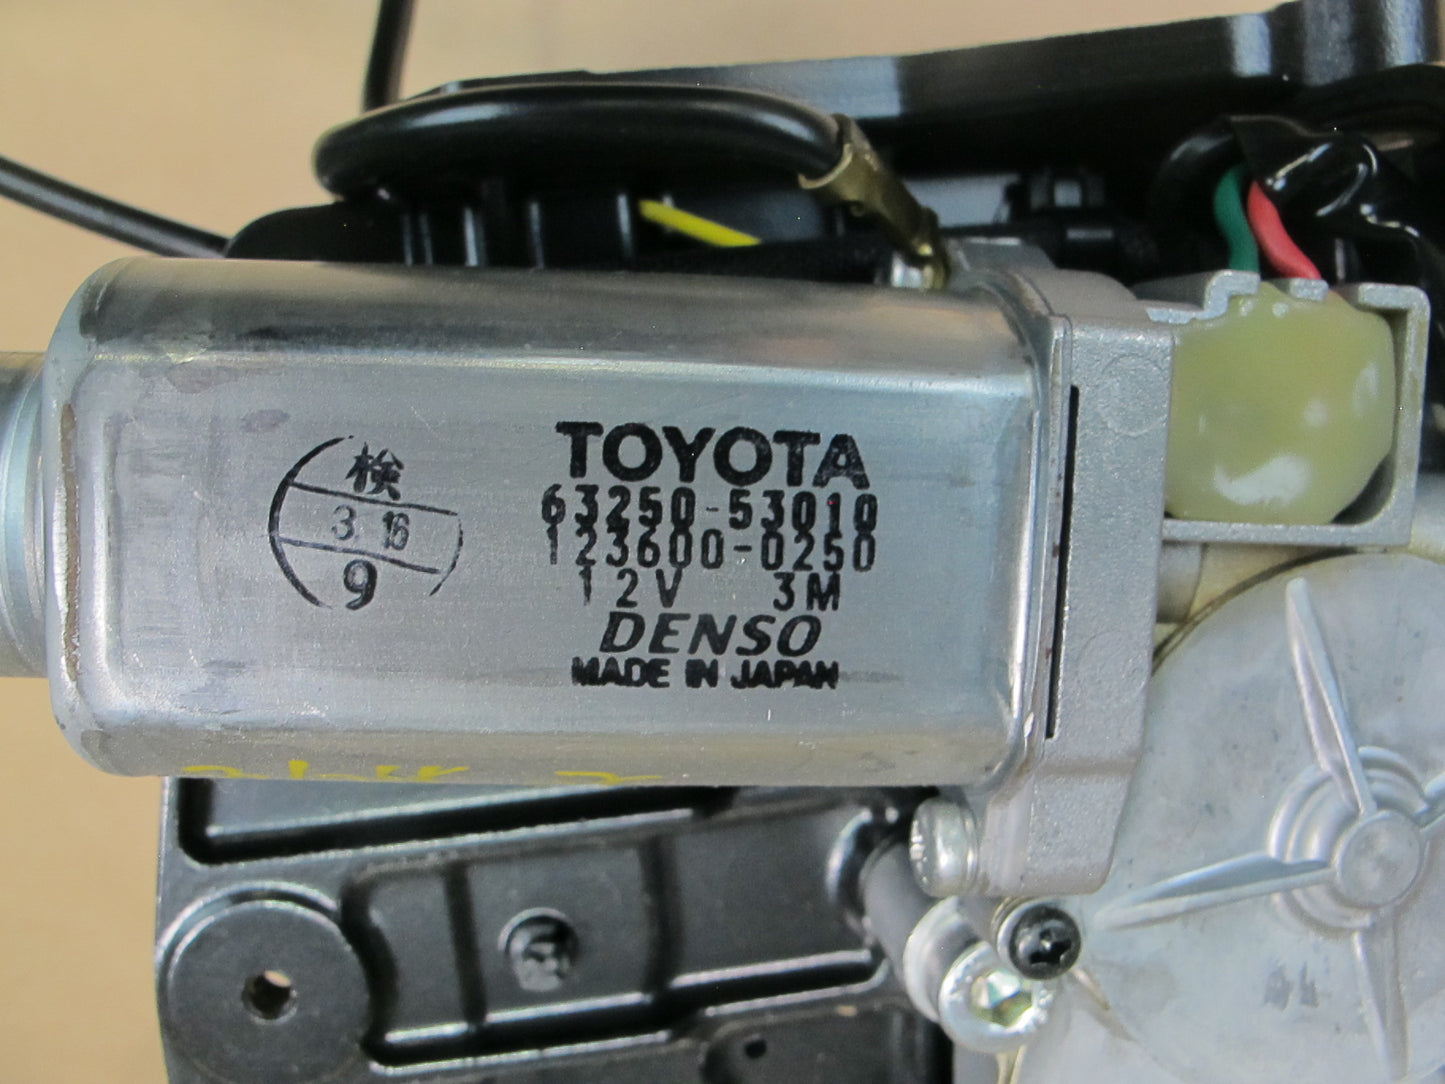 検
3 16
9
TOYOTA
63250-53010
123600-0250
12V 3M
DENSO
MADE IN JAPAN